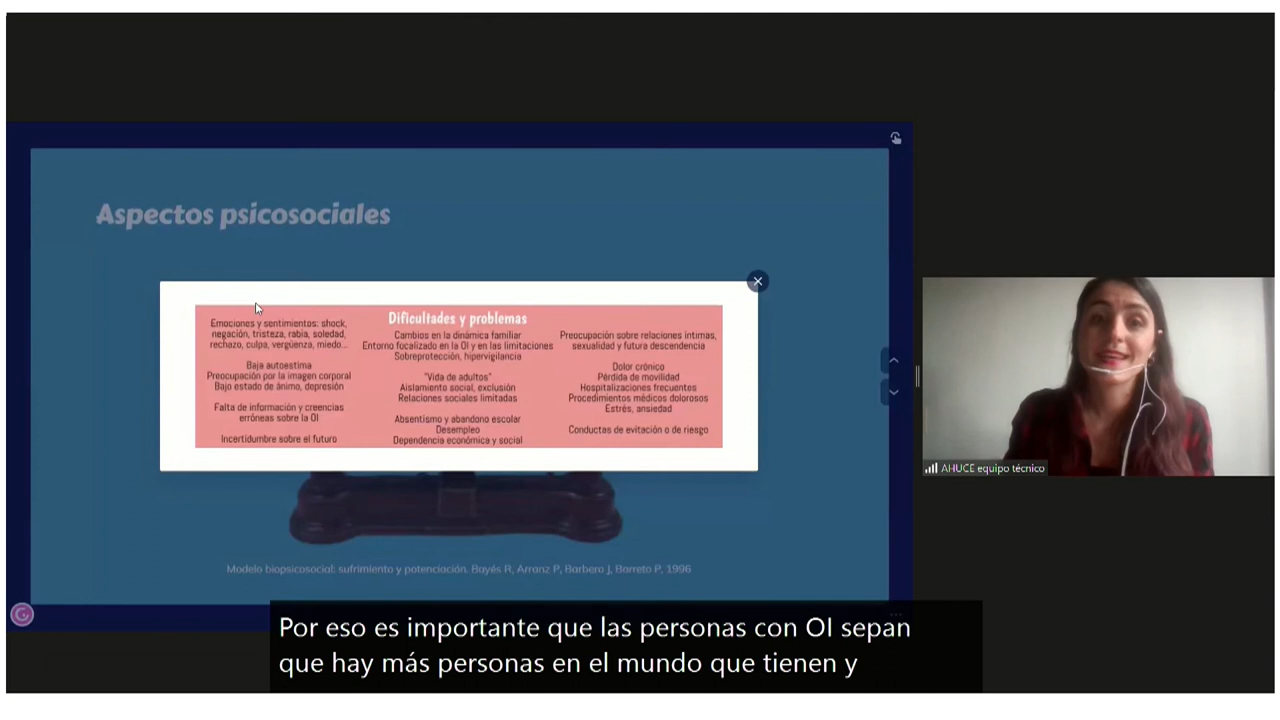 Aspectos psicosociales
Dificultades y problemas
Emociones y sentimientos: shock,
negación, tristeza, rabia, soledad,
rechazo, culpa, vergüenza, miedo...
Baja autoestima
Preocupación por la imagen corporal
Bajo estado de ánimo, depresión
Falta de información y creencias
erróneas sobre la OI
Incertidumbre sobre el futuro
Cambios en la dinámica familiar
Entorno focalizado en la OI y en las limitaciones
Sobreprotección, hipervigilancia
"Vida de adultos"
Aislamiento social, exclusión
Relaciones sociales limitadas
Absentismo y abandono escolar
Desempleo
Dependencia económica y social
Preocupación sobre relaciones íntimas,
sexualidad y futura descendencia
Dolor crónico
Pérdida de movilidad
Hospitalizaciones frecuentes
Procedimientos médicos dolorosos
Estrés, ansiedad
Conductas de evitación o de riesgo
Modelo biopsicosocial: sufrimiento y potenciación. Bayés R, Arranz P, Barbero J, Barreto P, 1996
AHUCE equipo técnico
Por eso es importante que las personas con OI sepan
que hay más personas en el mundo que tienen y